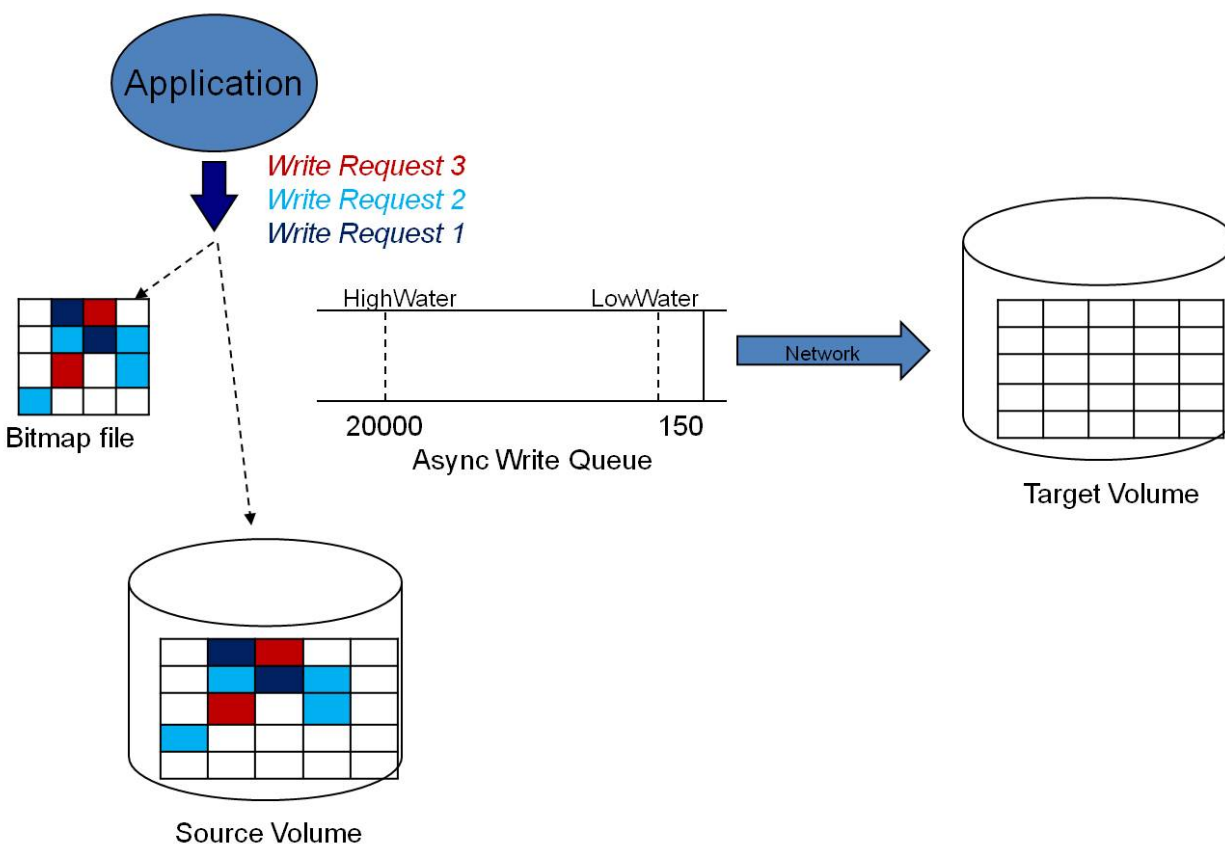 Application
Write Request 3
Write Request 2
Write Request 1
HighWater LowWater
Network
20000 150
Bitmap file
Async Write Queue
Target Volume
Source Volume